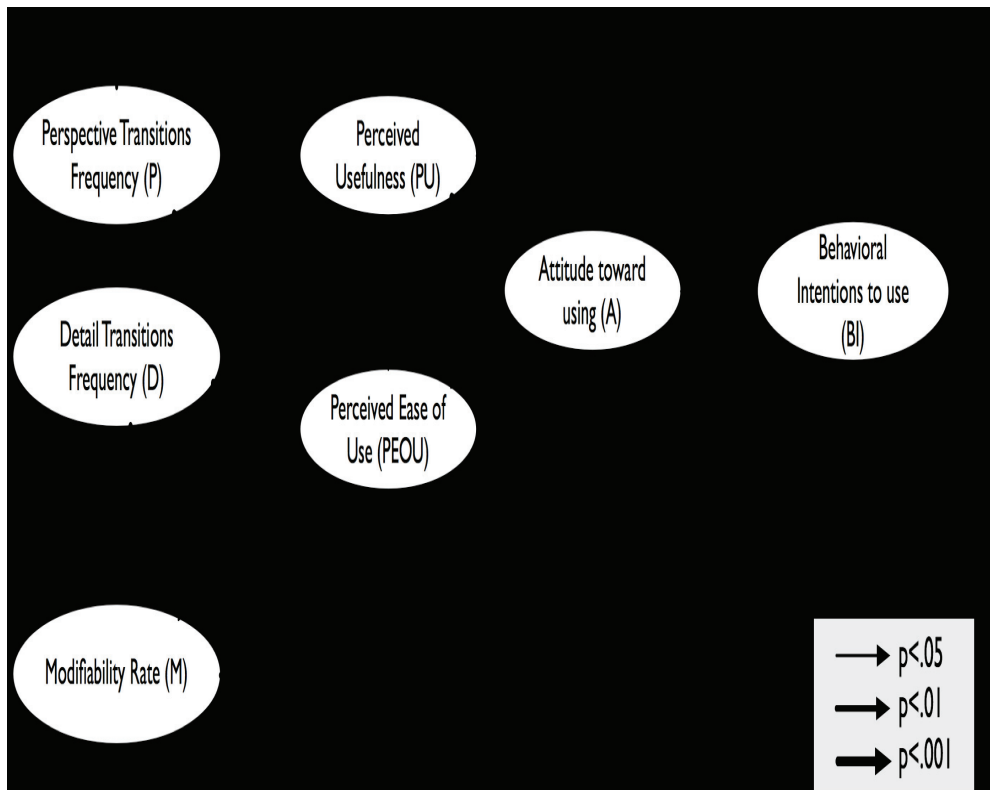 Perspective Transitions
Frequency (P)
Perceived
Usefulness (PU)
Attitude toward
using (A)
Behavioral
Intentions to use
(BI)
Detail Transitions
Frequency (D)
Perceived Ease of
Use (PEOU)
Modifiability Rate (M)
p<.05
p<.01
p<.001